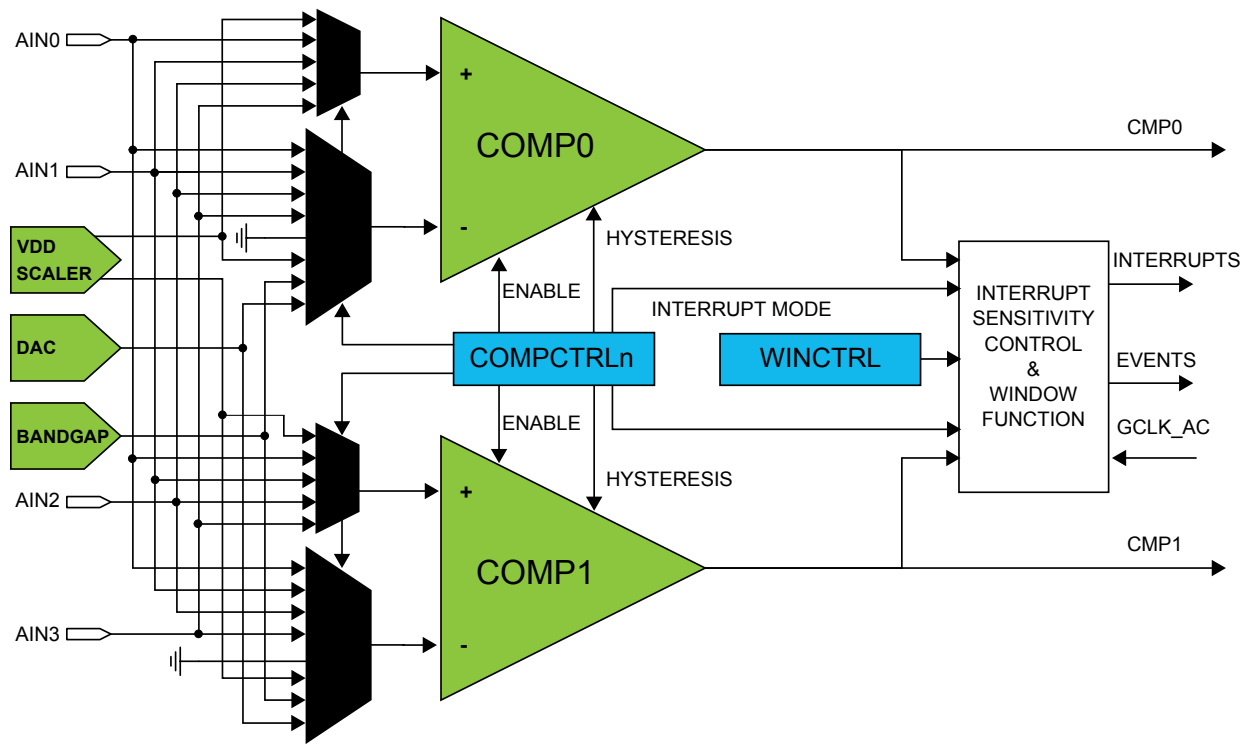 AIN0
+
COMP0
-
CMP0
AIN1
VDD
SCALER
HYSTERESIS
ENABLE
INTERRUPT MODE
INTERRUPTS
INTERRUPT
SENSITIVITY
CONTROL
&
WINDOW
FUNCTION
DAC
COMPCTRLn
WINCTRL
EVENTS
BANDGAP
ENABLE
GCLK_AC
HYSTERESIS
AIN2
+
COMP1
-
CMP1
AIN3